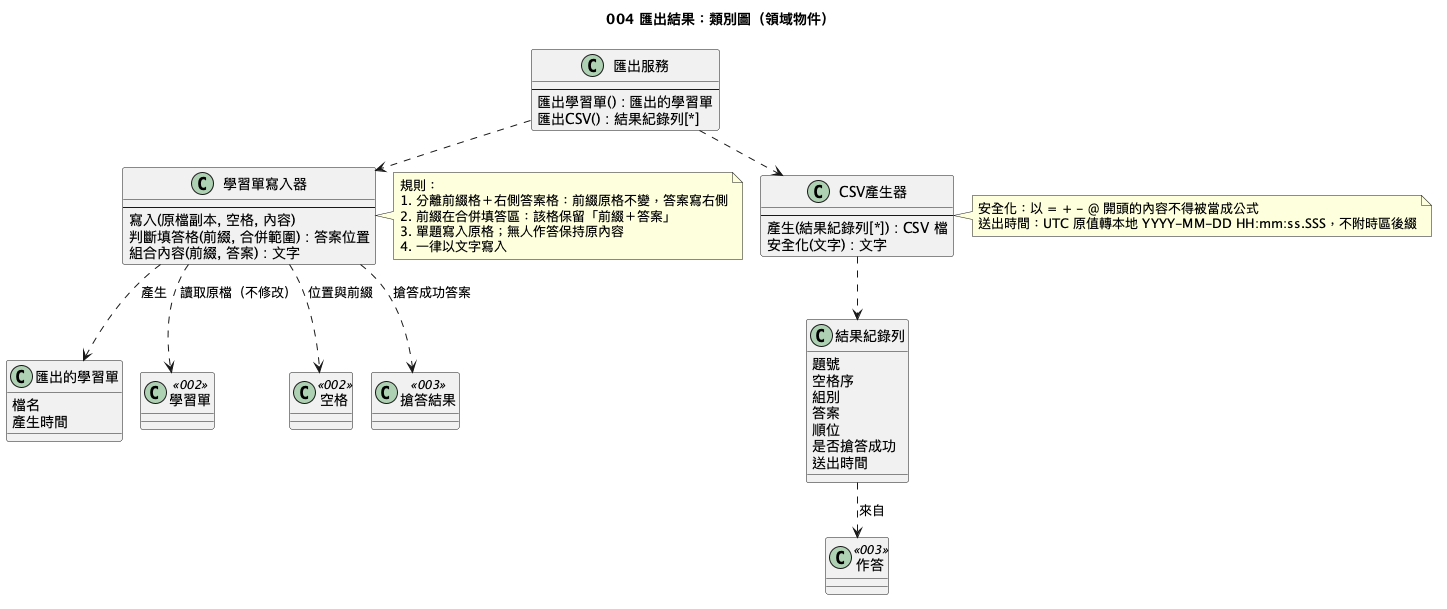 004 匯出結果：類別圖（領域物件）
C 匯出服務
匯出學習單() : 匯出的學習單
匯出CSV() : 結果紀錄列[*]
C 學習單寫入器
寫入(原檔副本, 空格, 內容)
判斷填答格(前綴, 合併範圍) : 答案位置
組合內容(前綴, 答案) : 文字
規則：
1. 分離前綴格＋右側答案格：前綴原格不變，答案寫右側
2. 前綴在合併填答區：該格保留「前綴＋答案」
3. 單題寫入原格；無人作答保持原內容
4. 一律以文字寫入
C CSV產生器
產生(結果紀錄列[*]) : CSV 檔
安全化(文字) : 文字
安全化：以 = + - @ 開頭的內容不得被當成公式
送出時間：UTC 原值轉本地 YYYY-MM-DD HH:mm:ss.SSS，不附時區後綴
產生
讀取原檔（不修改）
位置與前綴
搶答成功答案
C 匯出的學習單
檔名
產生時間
C «002»
學習單
C «002»
空格
C «003»
搶答結果
C 結果紀錄列
題號
空格序
組別
答案
順位
是否搶答成功
送出時間
來自
C «003»
作答